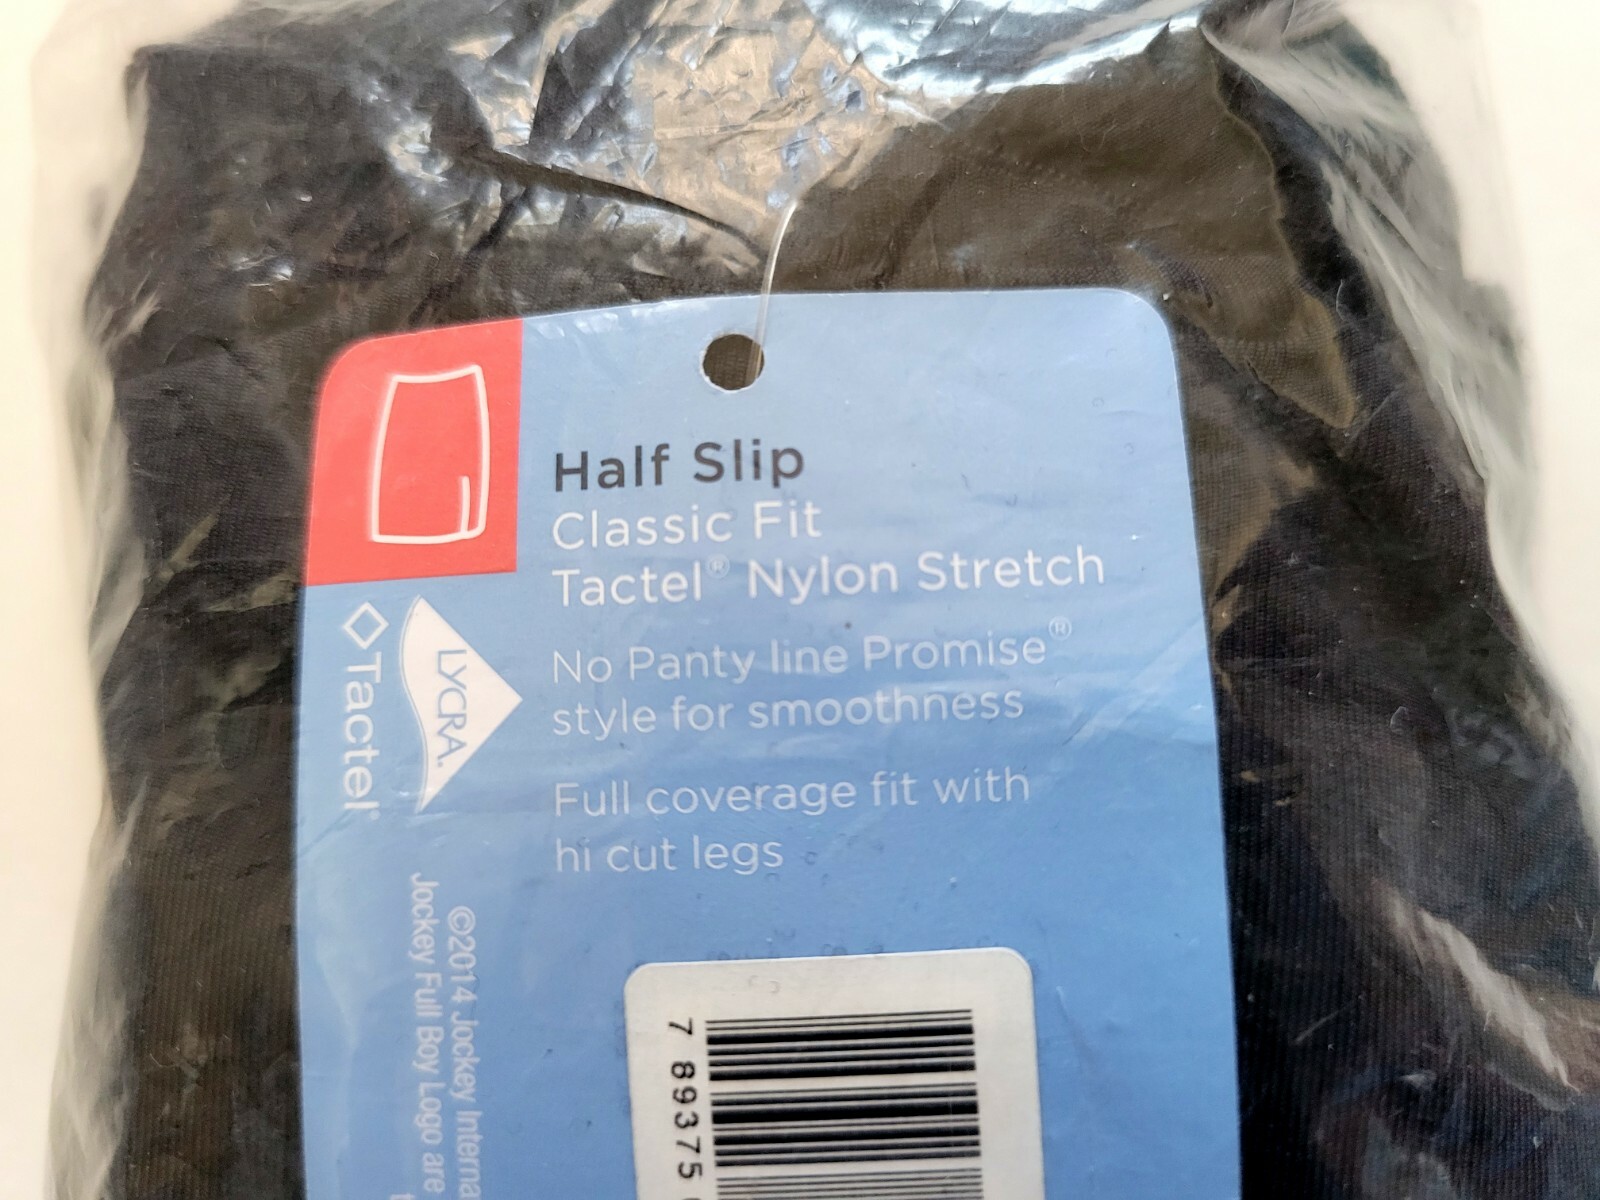 Half Slip
Classic Fit
Tactel® Nylon Stretch
No Panty line Promise®
style for smoothness
Full coverage fit with
hi cut legs
LYCRA.
Tactel®
©2014 Jockey Interna
Jockey Full Boy Logo are
7 89375